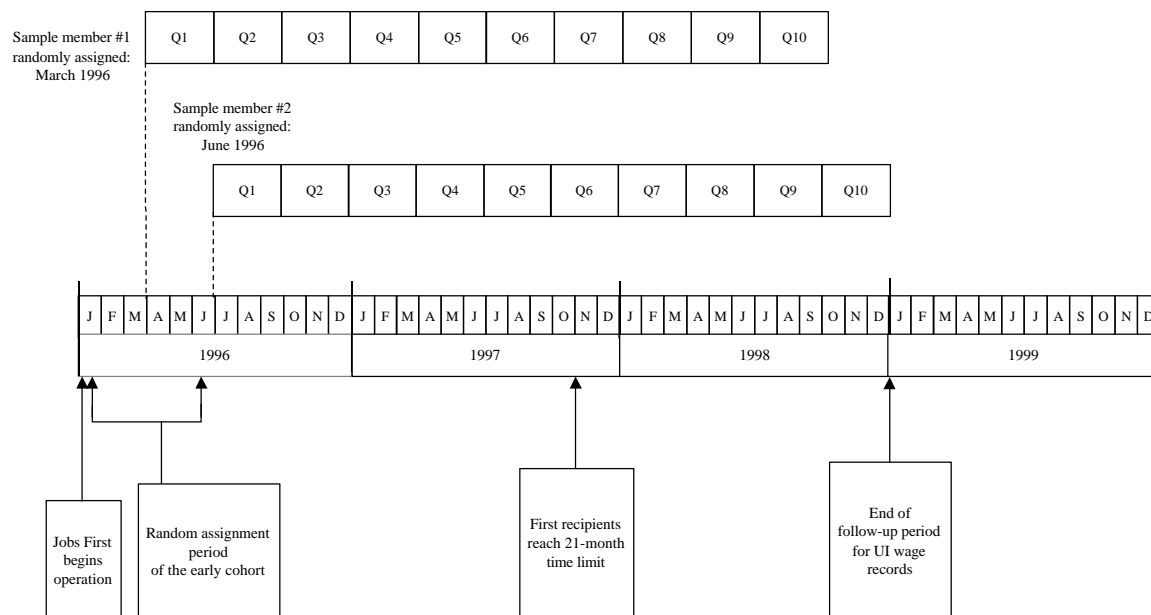 Sample member #1
randomly assigned:
March 1996
Q1 Q2 Q3 Q4 Q5 Q6 Q7 Q8 Q9 Q10
Sample member #2
randomly assigned:
June 1996
Q1 Q2 Q3 Q4 Q5 Q6 Q7 Q8 Q9 Q10
J F M A M J J A S O N D J F M A M J J A S O N D J F M A M J J A S O N D J F M A M J J A S O N D
1996 1997 1998 1999
Jobs First
begins
operation
Random assignment
period
of the early cohort
First recipients
reach 21-month
time limit
End of
follow-up period
for UI wage
records